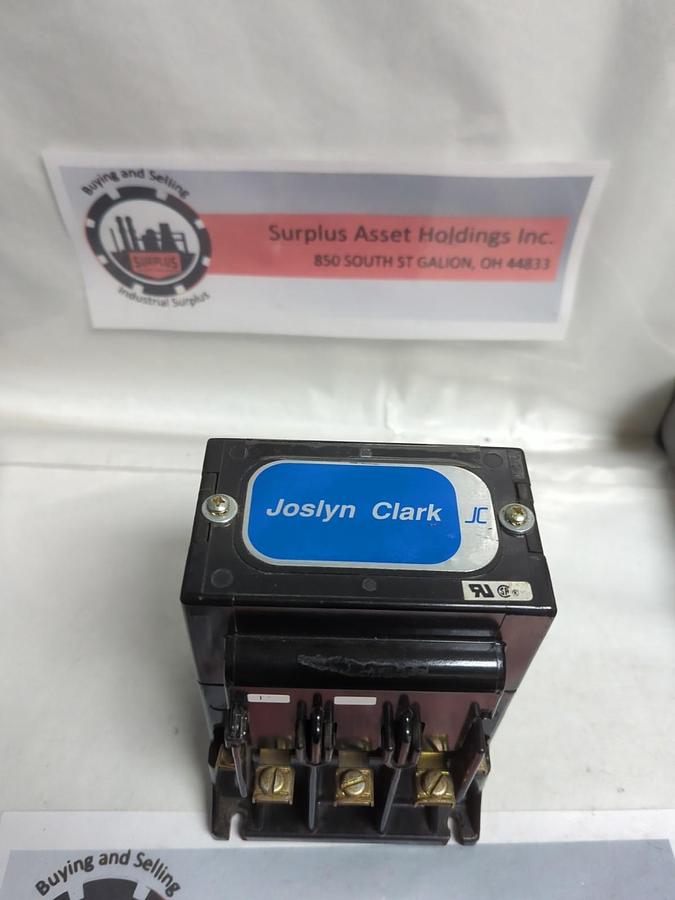 Buying and Selling
SURPLUS
Industrial Surplus
Surplus Asset Holdings Inc.
850 SOUTH ST GALION, OH 44833
Joslyn Clark JC
Buying and Selling